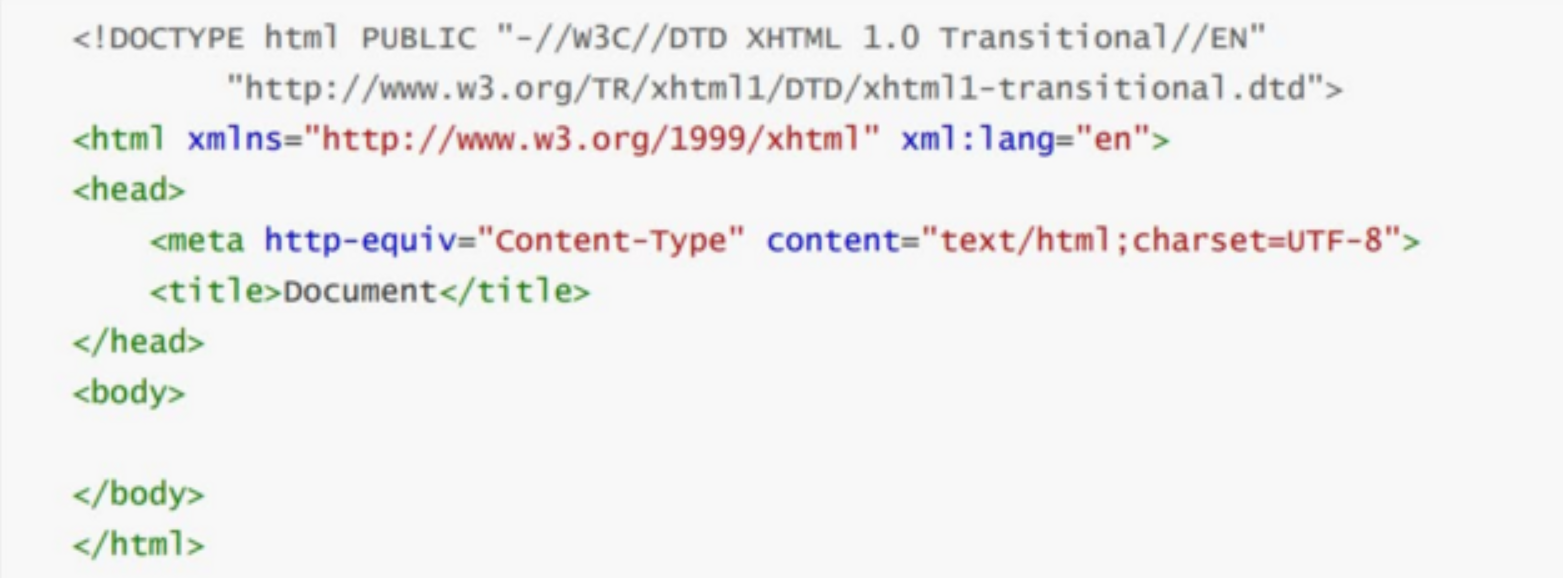 <!DOCTYPE html PUBLIC "-//W3C//DTD XHTML 1.0 Transitional//EN"
"http://www.w3.org/TR/xhtml1/DTD/xhtml1-transitional.dtd">
<html xmlns="http://www.w3.org/1999/xhtml" xml:lang="en">
<head>
<meta http-equiv="Content-Type" content="text/html;charset=UTF-8">
<title>Document</title>
</head>
<body>
</body>
</html>